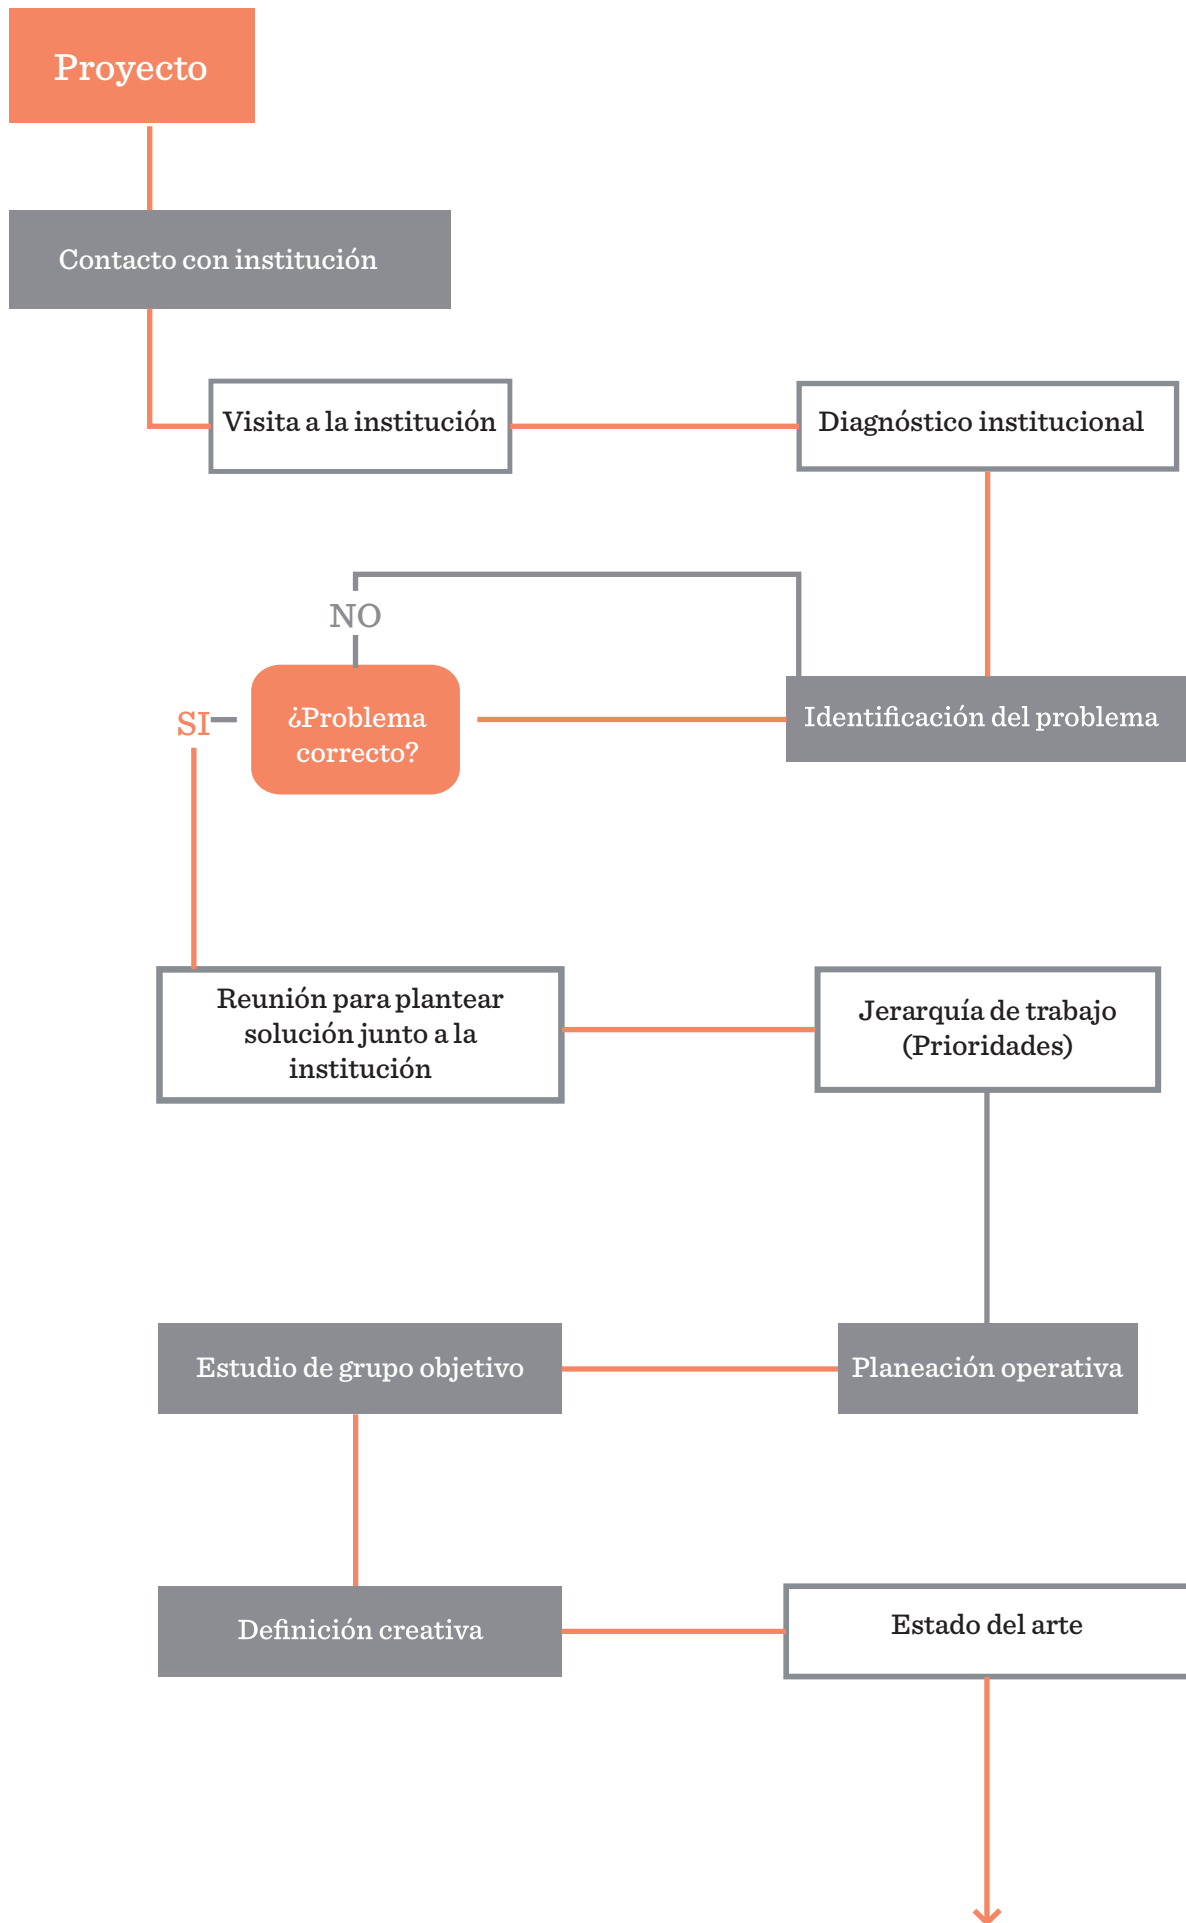 Proyecto
Contacto con institución
Visita a la institución
Diagnóstico institucional
NO
SI
¿Problema
correcto?
Identificación del problema
Reunión para plantear
solución junto a la
institución
Jerarquía de trabajo
(Prioridades)
Estudio de grupo objetivo
Planeación operativa
Definición creativa
Estado del arte